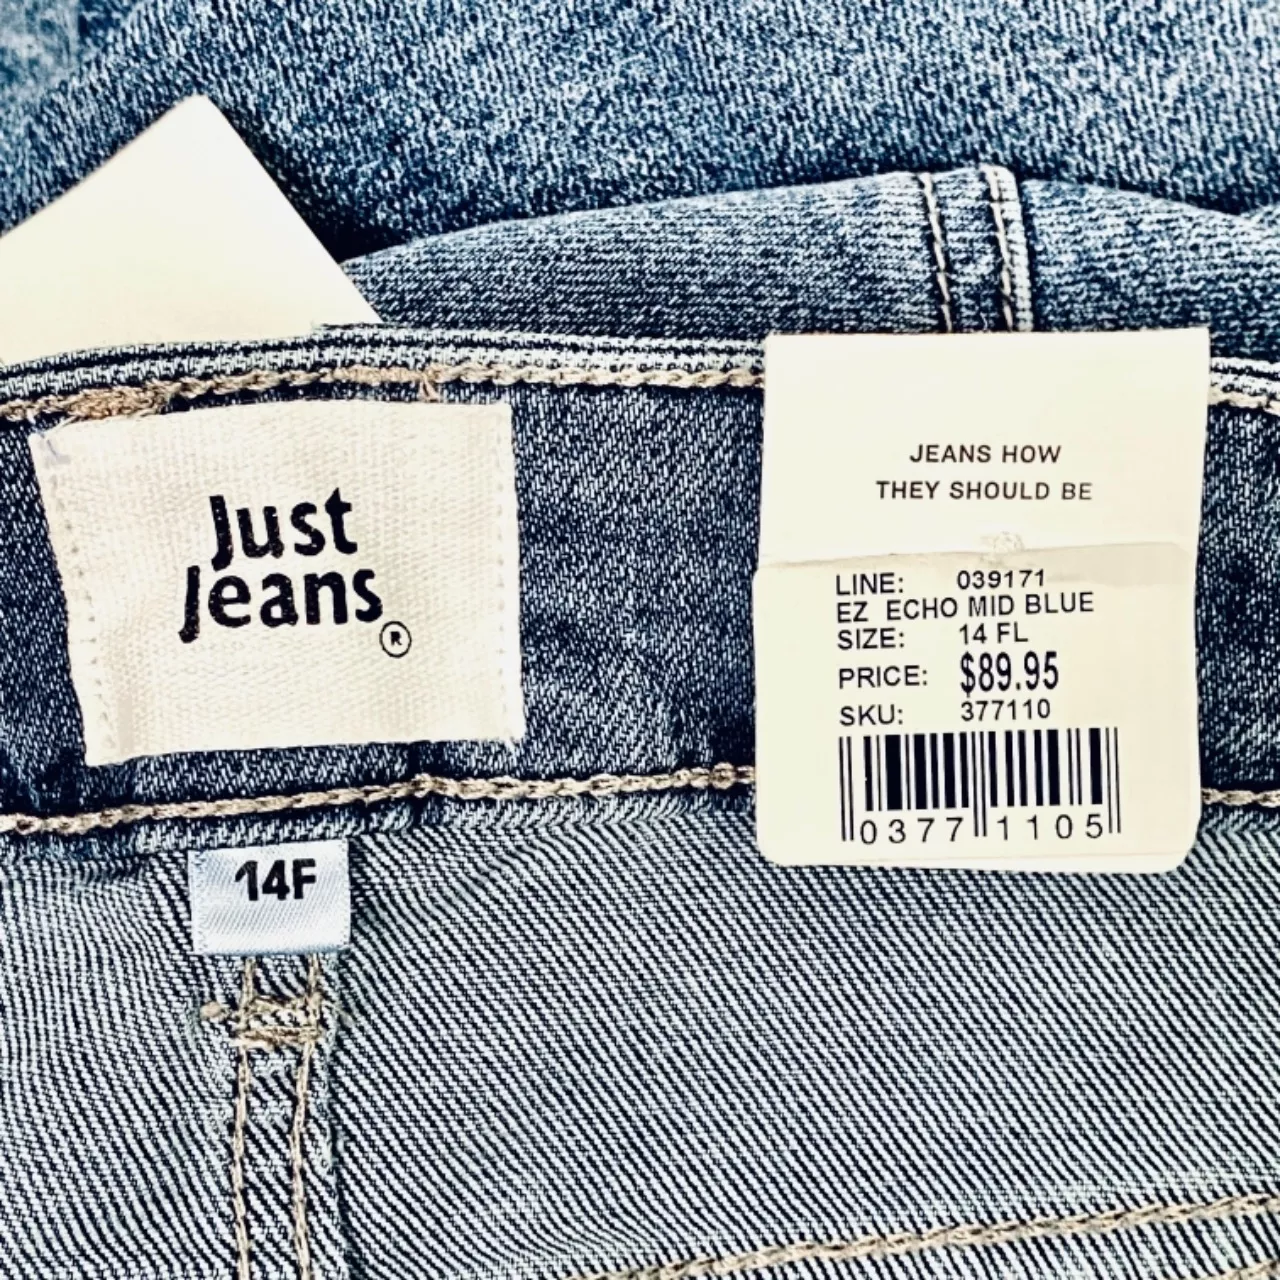 Just
Jeans
®
14F
JEANS HOW
THEY SHOULD BE
LINE: 039171
EZ ECHO MID BLUE
SIZE: 14 FL
PRICE: $89.95
SKU: 377110
0377 1105